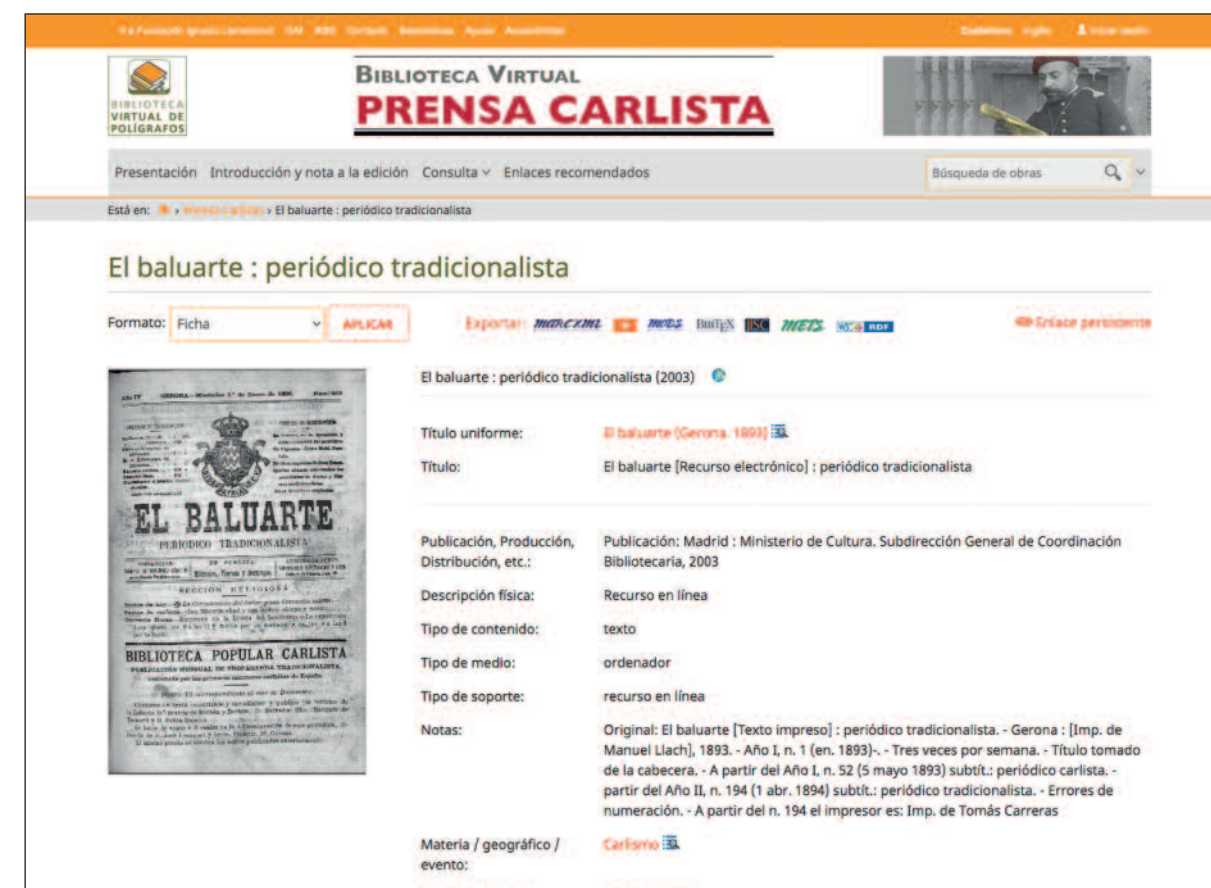 Ayuda
BIBLIOTECA
VIRTUAL DE
POLÍGRAFOS
BIBLIOTECA VIRTUAL
PRENSA CARLISTA
Presentación Introducción y nota a la edición Consulta Enlaces recomendados
Búsqueda de obras
Está en: › › El baluarte : periódico tradicionalista
El baluarte : periódico tradicionalista
Formato: Ficha APLICAR Exportar: MARCXML MODS BibTeX METS W3C RDF Enlace persistente
El baluarte : periódico tradicionalista (2003)
Título uniforme: El baluarte (Gerona. 1893)
Título: El baluarte [Recurso electrónico] : periódico tradicionalista
Publicación, Producción,
Distribución, etc.:
Publicación: Madrid : Ministerio de Cultura. Subdirección General de Coordinación
Bibliotecaria, 2003
Descripción física: Recurso en línea
Tipo de contenido: texto
Tipo de medio: ordenador
Tipo de soporte: recurso en línea
Notas: Original: El baluarte [Texto impreso] : periódico tradicionalista. - Gerona : [Imp. de
Manuel Llach], 1893. - Año I, n. 1 (en. 1893)-. - Tres veces por semana. - Título tomado
de la cabecera. - A partir del Año I, n. 52 (5 mayo 1893) subtít.: periódico carlista. -
partir del Año II, n. 194 (1 abr. 1894) subtít.: periódico tradicionalista. - Errores de
numeración. - A partir del n. 194 el impresor es: Imp. de Tomás Carreras
Materia / geográfico /
evento:
Carlismo
EL BALUARTE
PERIODICO TRADICIONALISTA
SECCION RELIGIOSA
BIBLIOTECA POPULAR CARLISTA